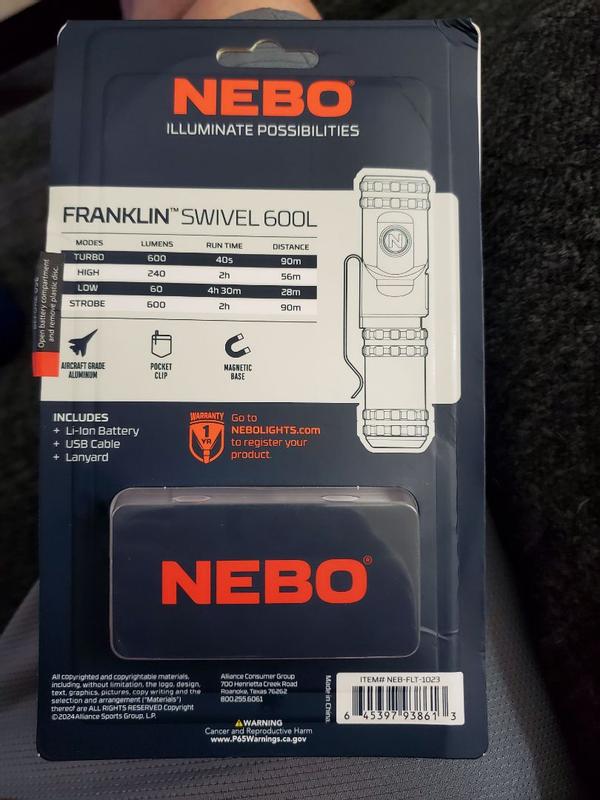 NEBO®
ILLUMINATE POSSIBILITIES
FRANKLIN™ SWIVEL 600L
MODES LUMENS RUN TIME DISTANCE
TURBO 600 40s 90m
HIGH 240 2h 56m
LOW 60 4h 30m 28m
STROBE 600 2h 90m
N
Open battery compartment
and remove plastic disc.
AIRCRAFT GRADE
ALUMINUM
POCKET
CLIP
MAGNETIC
BASE
INCLUDES
+ Li-Ion Battery
+ USB Cable
+ Lanyard
WARRANTY
1
YR
Go to
NEBOLIGHTS.com
to register your
product.
NEBO®
All copyrighted and copyrightable materials,
including, without limitation, the logo, design,
text, graphics, pictures, copy writing and the
selection and arrangement ("Materials")
thereof are ALL RIGHTS RESERVED Copyright
©2024 Alliance Sports Group, L.P.
Alliance Consumer Group
700 Henrietta Creek Road
Roanoke, Texas 76262
800.255.6061
Made in China.
ITEM# NEB-FLT-1023
6 45397 93861 3
⚠WARNING
Cancer and Reproductive Harm
www.P65Warnings.ca.gov